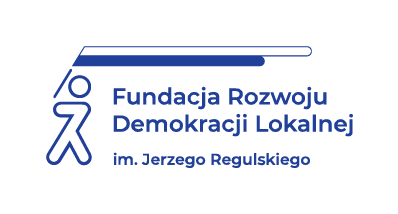 Fundacja Rozwoju
Demokracji Lokalnej
im. Jerzego Regulskiego